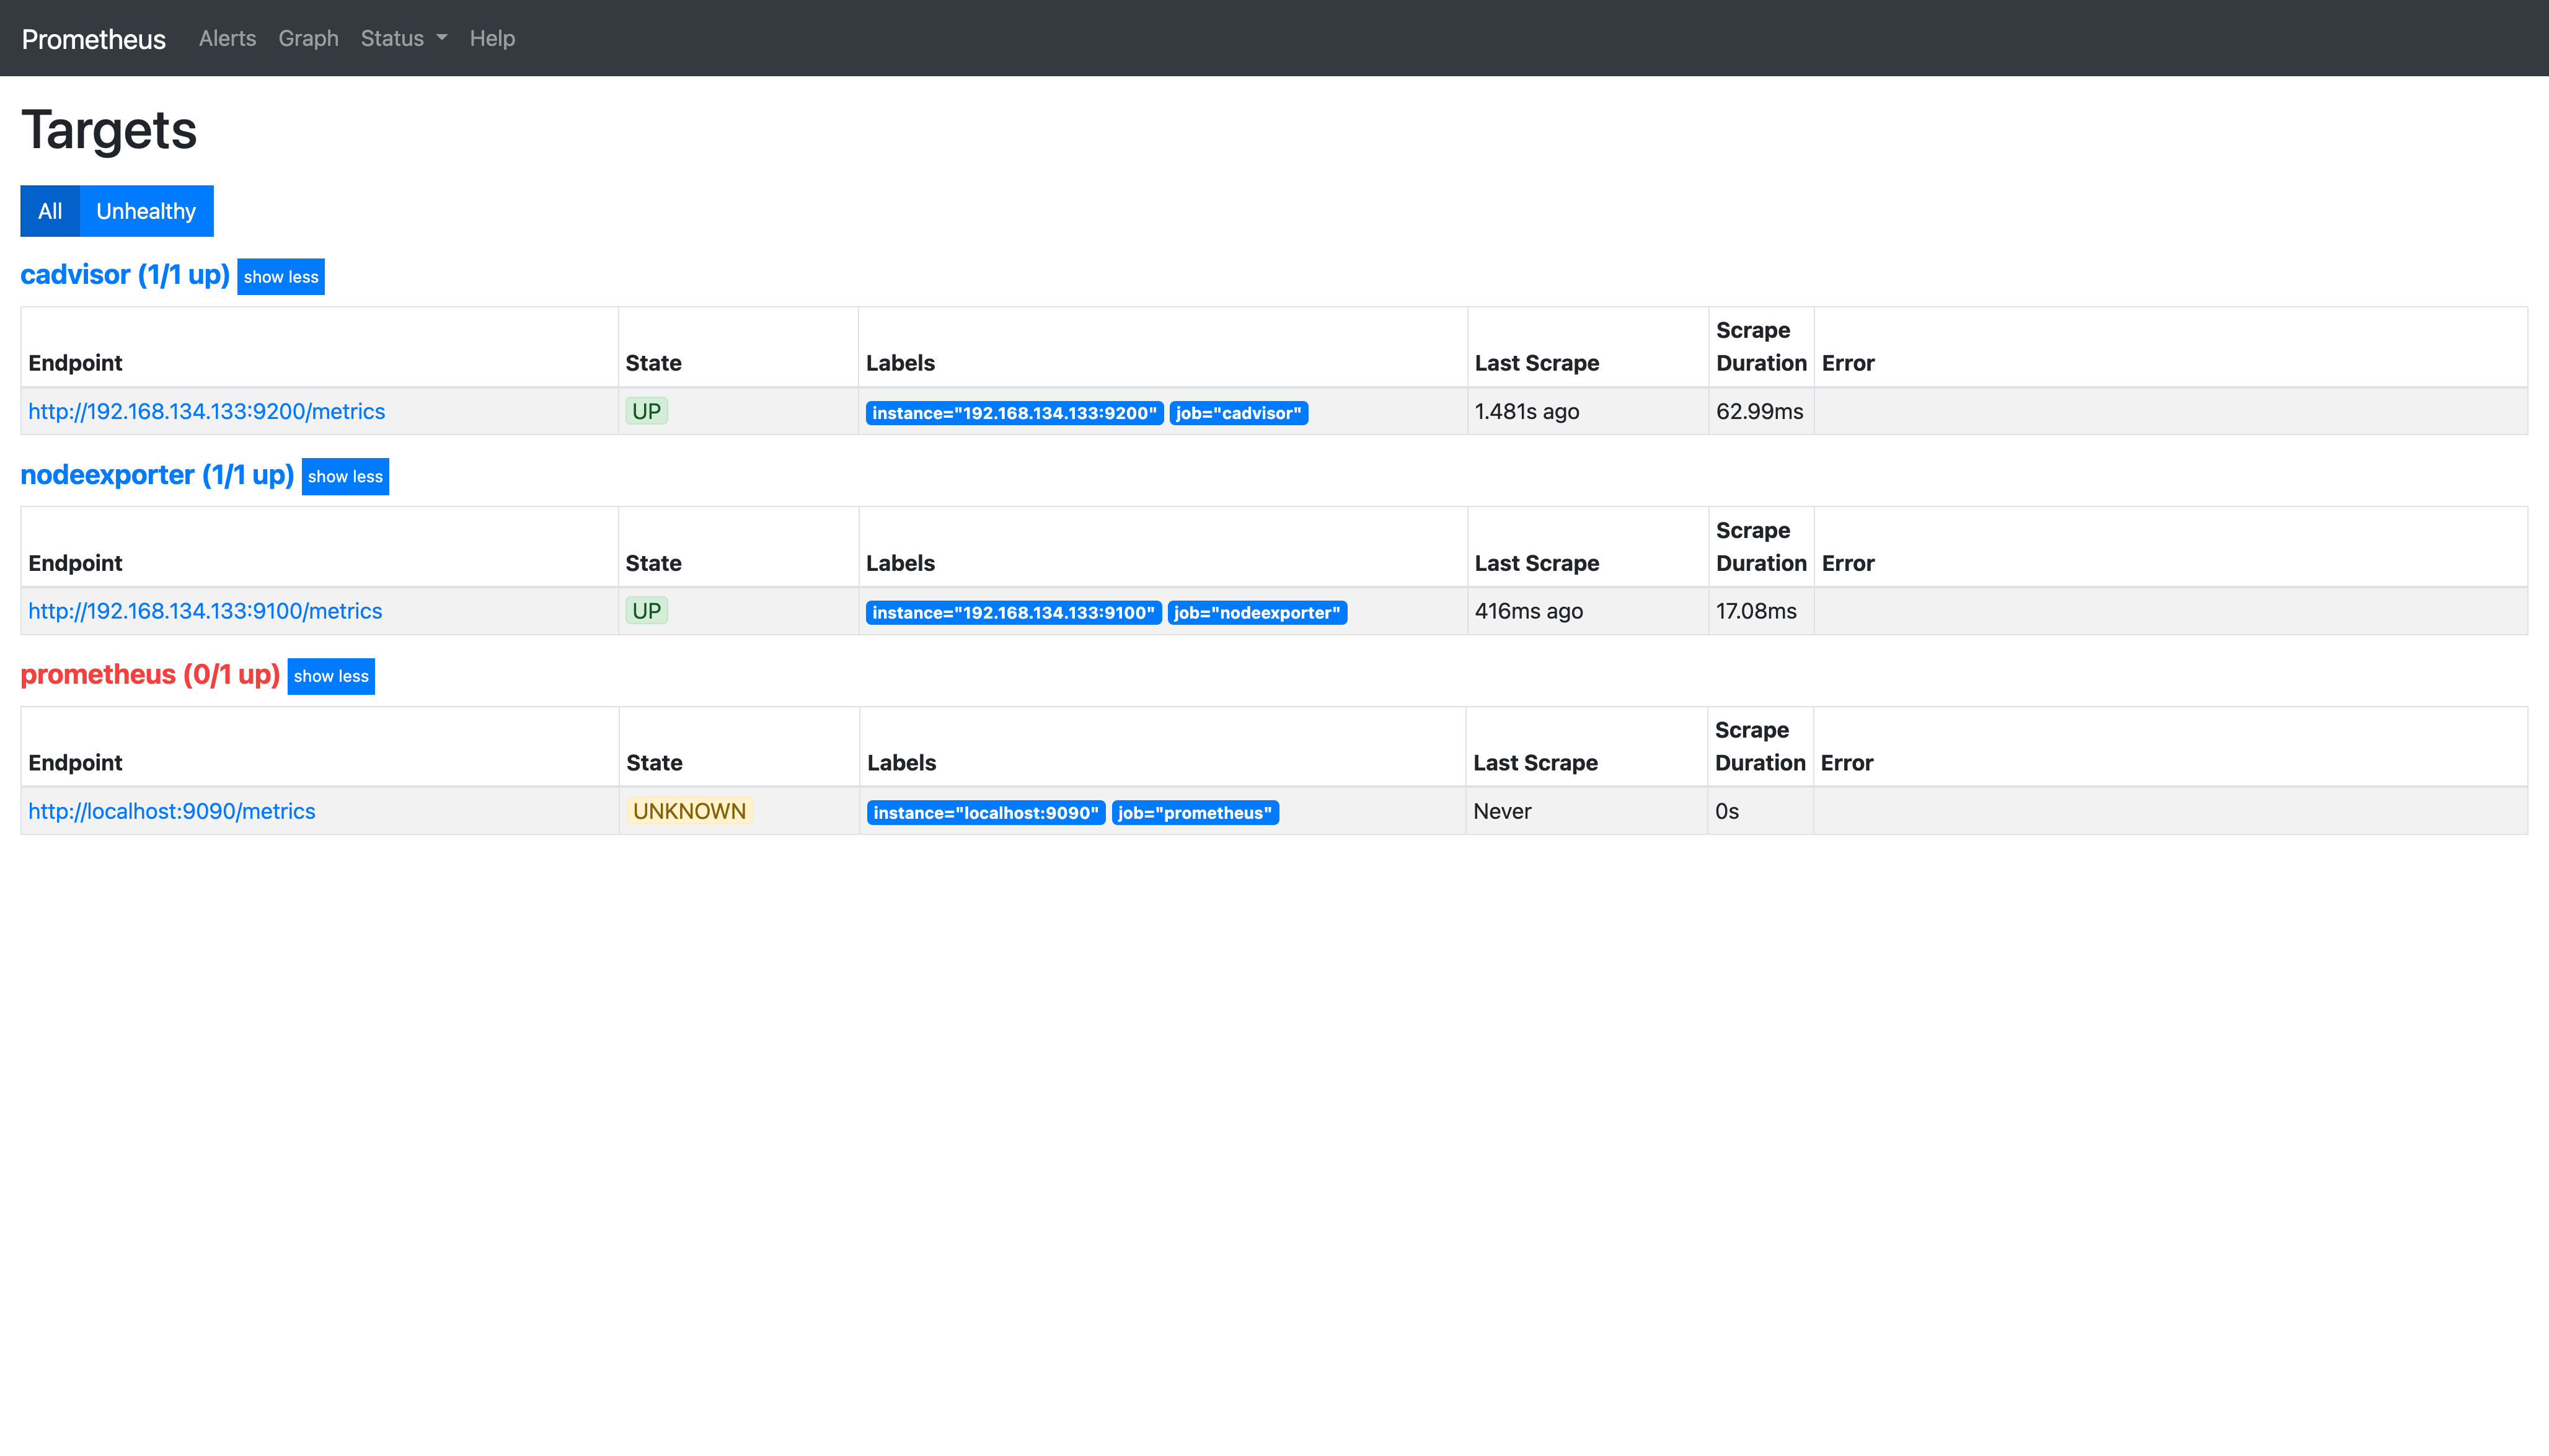 Prometheus Alerts Graph Status Help
Targets
All Unhealthy
cadvisor (1/1 up) show less
Endpoint State Labels Last Scrape Scrape Duration Error
http://192.168.134.133:9200/metrics UP instance="192.168.134.133:9200" job="cadvisor" 1.481s ago 62.99ms
nodeexporter (1/1 up) show less
Endpoint State Labels Last Scrape Scrape Duration Error
http://192.168.134.133:9100/metrics UP instance="192.168.134.133:9100" job="nodeexporter" 416ms ago 17.08ms
prometheus (0/1 up) show less
Endpoint State Labels Last Scrape Scrape Duration Error
http://localhost:9090/metrics UNKNOWN instance="localhost:9090" job="prometheus" Never 0s